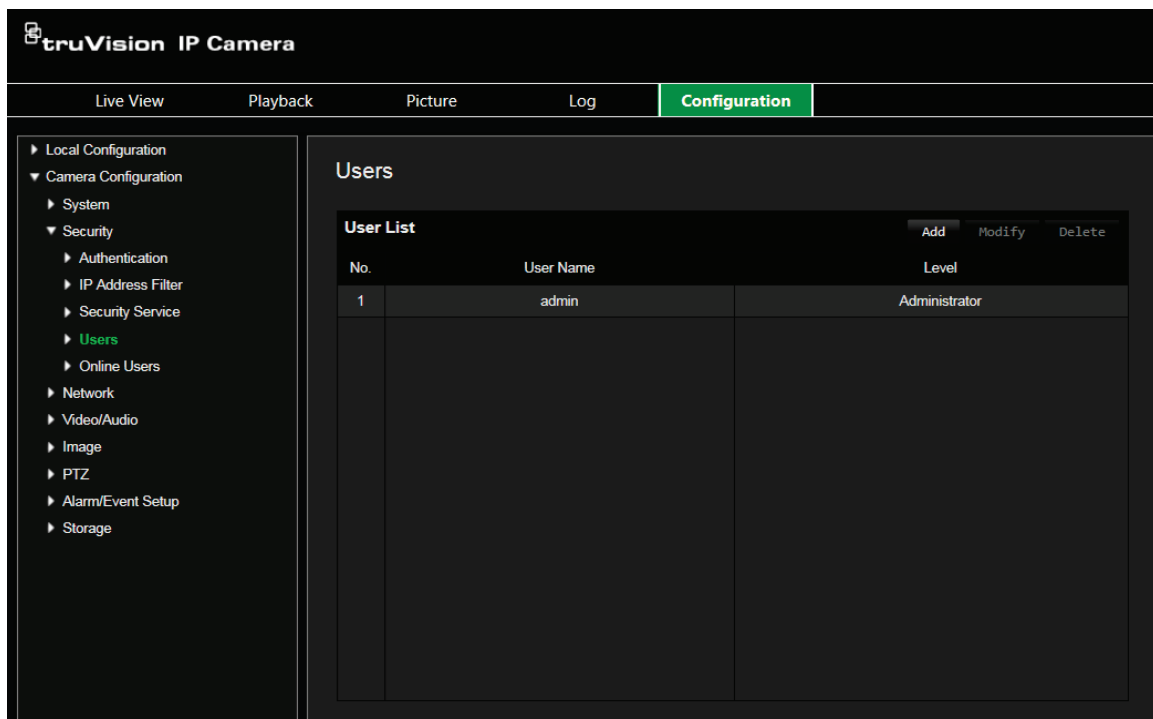 truVision IP Camera
Live View Playback Picture Log Configuration
Local Configuration
Camera Configuration
System
Security
Authentication
IP Address Filter
Security Service
Users
Online Users
Network
Video/Audio
Image
PTZ
Alarm/Event Setup
Storage
Users
User List Add Modify Delete
No. User Name Level
1 admin Administrator